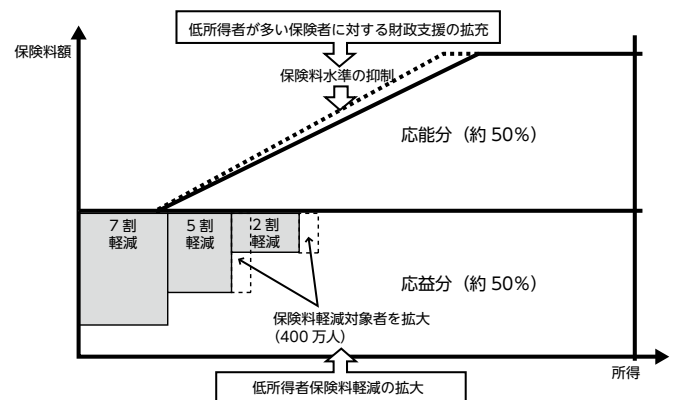 低所得者が多い保険者に対する財政支援の拡充
保険料額
保険料水準の抑制
応能分（約 50％）
7 割
軽減
5 割
軽減
2 割
軽減
応益分（約 50％）
保険料軽減対象者を拡大
（400 万人）
所得
低所得者保険料軽減の拡大